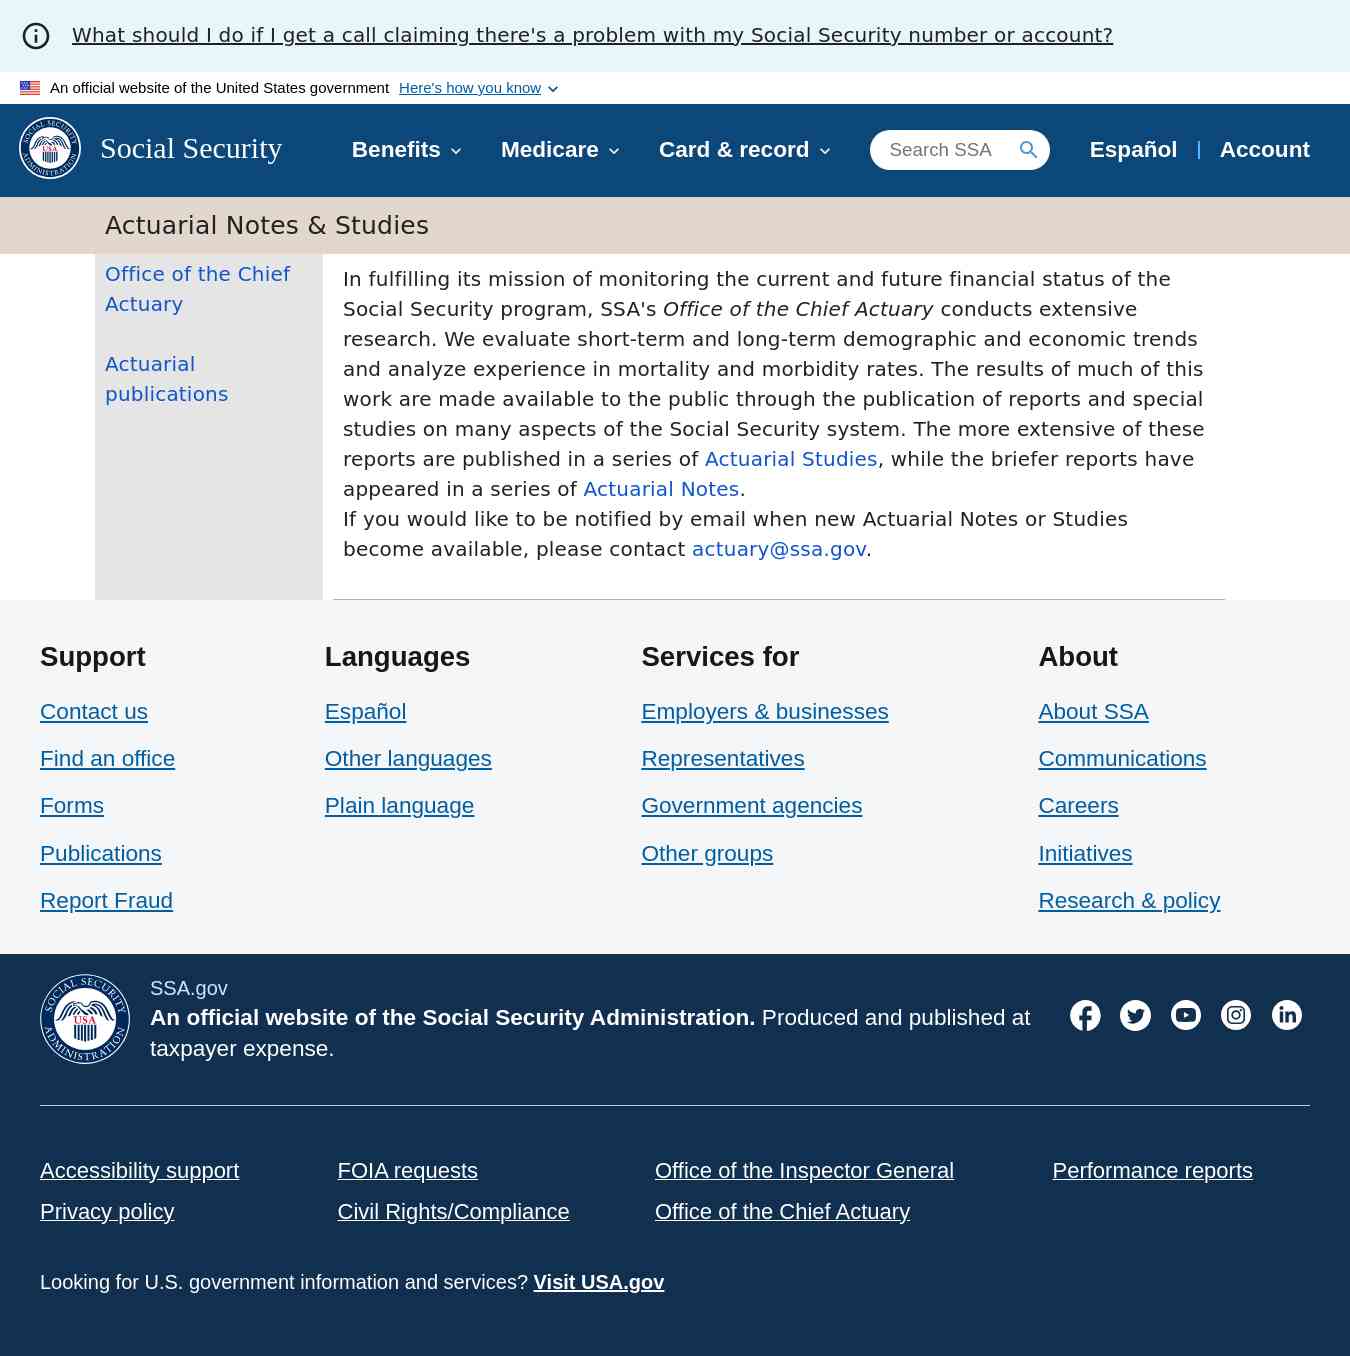 What should I do if I get a call claiming there's a problem with my Social Security number or account?
An official website of the United States government Here's how you know
Social Security
Benefits
Medicare
Card & record
Search SSA
Español
Account
Actuarial Notes & Studies
Office of the Chief
Actuary
Actuarial
publications
In fulfilling its mission of monitoring the current and future financial status of the
Social Security program, SSA's Office of the Chief Actuary conducts extensive
research. We evaluate short-term and long-term demographic and economic trends
and analyze experience in mortality and morbidity rates. The results of much of this
work are made available to the public through the publication of reports and special
studies on many aspects of the Social Security system. The more extensive of these
reports are published in a series of Actuarial Studies, while the briefer reports have
appeared in a series of Actuarial Notes.
If you would like to be notified by email when new Actuarial Notes or Studies
become available, please contact actuary@ssa.gov.
Support
Contact us
Find an office
Forms
Publications
Report Fraud
Languages
Español
Other languages
Plain language
Services for
Employers & businesses
Representatives
Government agencies
Other groups
About
About SSA
Communications
Careers
Initiatives
Research & policy
SOCIAL SECURITY
USA
ADMINISTRATION
SSA.gov
An official website of the Social Security Administration. Produced and published at
taxpayer expense.
Accessibility support
FOIA requests
Office of the Inspector General
Performance reports
Privacy policy
Civil Rights/Compliance
Office of the Chief Actuary
Looking for U.S. government information and services? Visit USA.gov